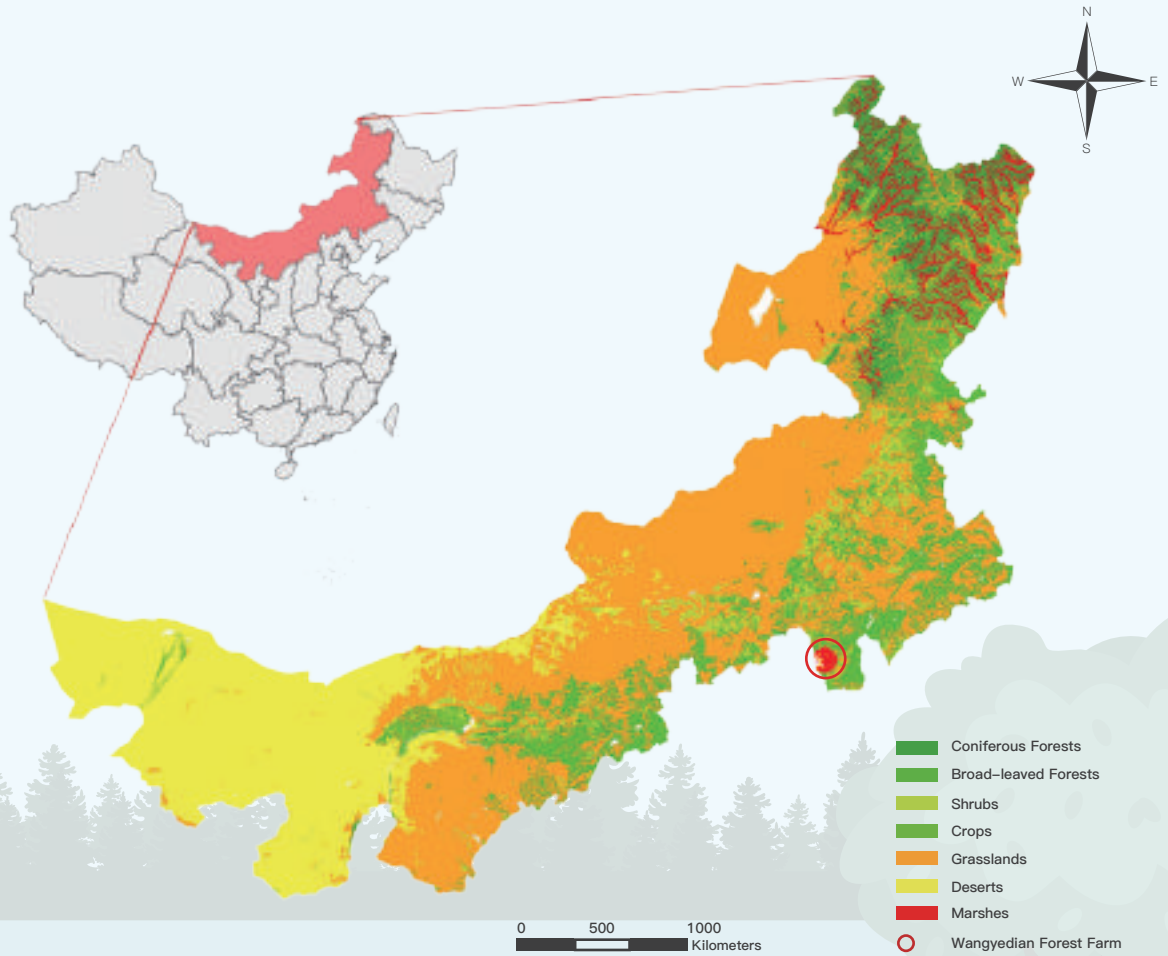 N
W
E
S
Coniferous Forests
Broad-leaved Forests
Shrubs
Crops
Grasslands
Deserts
Marshes
Wangyedian Forest Farm
0 500 1000
Kilometers